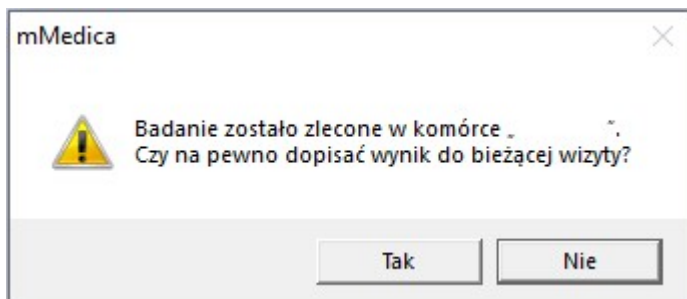 mMedica
Badanie zostało zlecone w komórce „ ”.
Czy na pewno dopisać wynik do bieżącej wizyty?
Tak
Nie